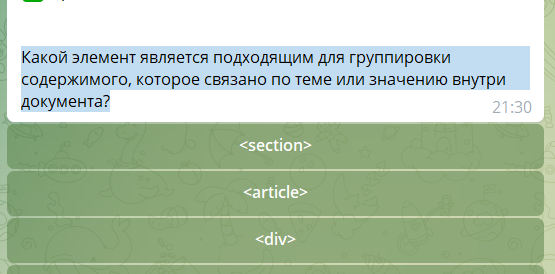 Какой элемент является подходящим для группировки
содержимого, которое связано по теме или значению внутри
документа?
21:30
<section>
<article>
<div>